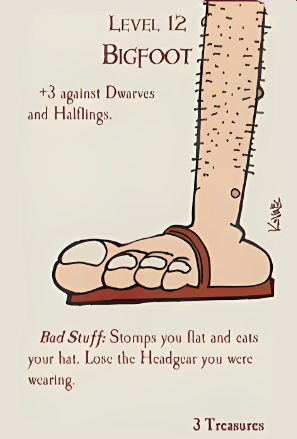 Level 12
Bigfoot
+3 against Dwarves
and Halflings.
Kovalic
Bad Stuff: Stomps you flat and eats
your hat. Lose the Headgear you were
wearing.
3 Treasures